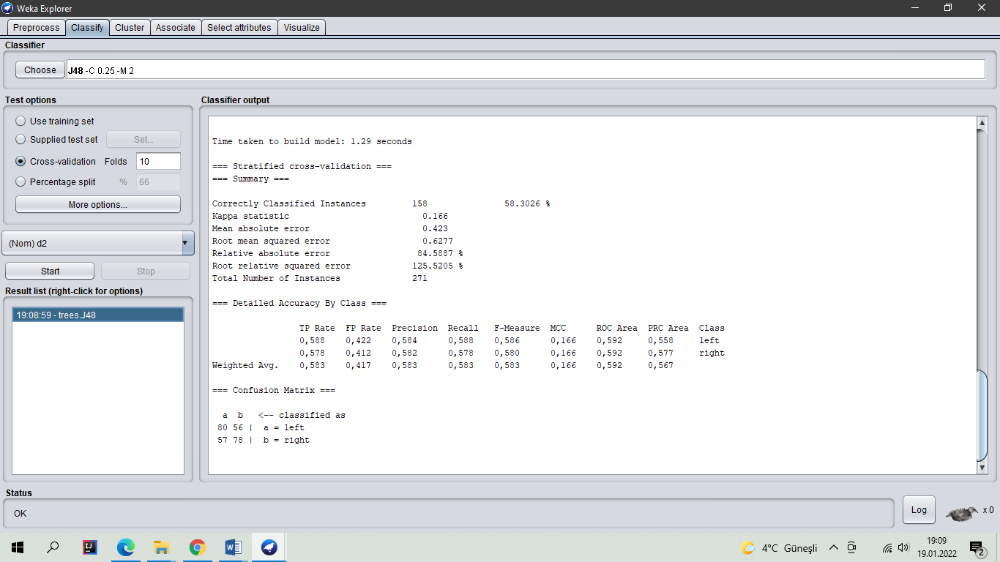 Weka Explorer
Preprocess Classify Cluster Associate Select attributes Visualize
Classifier
Choose J48 -C 0.25 -M 2
Test options
Use training set
Supplied test set Set...
Cross-validation Folds 10
Percentage split % 66
More options...
(Nom) d2
Start Stop
Result list (right-click for options)
19:08:59 - trees.J48
Classifier output
Time taken to build model: 1.29 seconds
=== Stratified cross-validation ===
=== Summary ===
Correctly Classified Instances 158 58.3026 %
Kappa statistic 0.166
Mean absolute error 0.423
Root mean squared error 0.6277
Relative absolute error 84.5887 %
Root relative squared error 125.5205 %
Total Number of Instances 271
=== Detailed Accuracy By Class ===
TP Rate FP Rate Precision Recall F-Measure MCC ROC Area PRC Area Class
0,588 0,422 0,584 0,588 0,586 0,166 0,592 0,558 left
0,578 0,412 0,582 0,578 0,580 0,166 0,592 0,577 right
Weighted Avg. 0,583 0,417 0,583 0,583 0,583 0,166 0,592 0,567
=== Confusion Matrix ===
a b <-- classified as
80 56 | a = left
57 78 | b = right
Status
OK
Log x 0
4°C Güneşli
19:09
19.01.2022
2